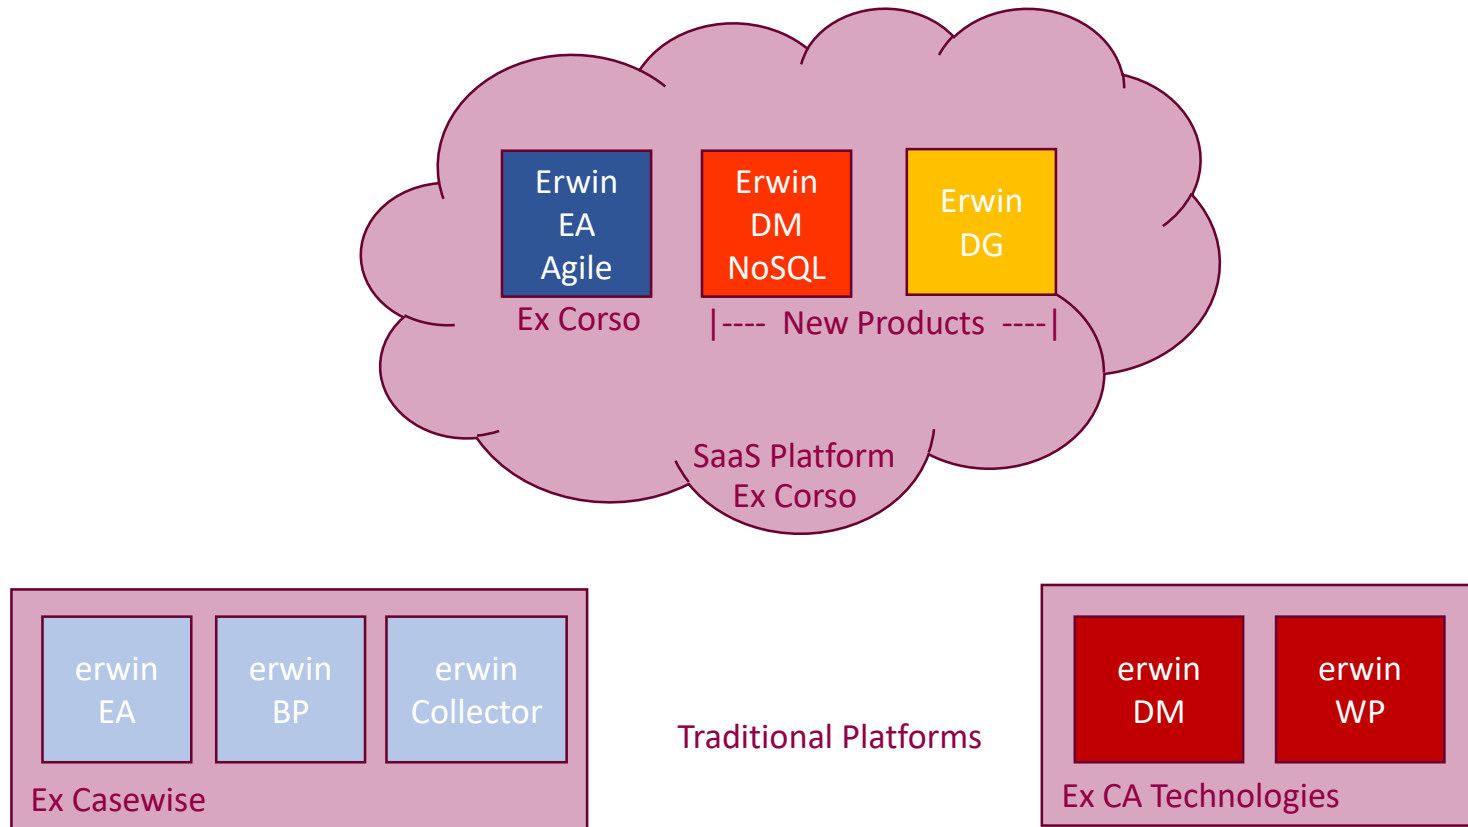 Erwin
EA
Agile
Erwin
DM
NoSQL
Erwin
DG
Ex Corso
|---- New Products ----|
SaaS Platform
Ex Corso
erwin
EA
erwin
BP
erwin
Collector
Ex Casewise
Traditional Platforms
erwin
DM
erwin
WP
Ex CA Technologies